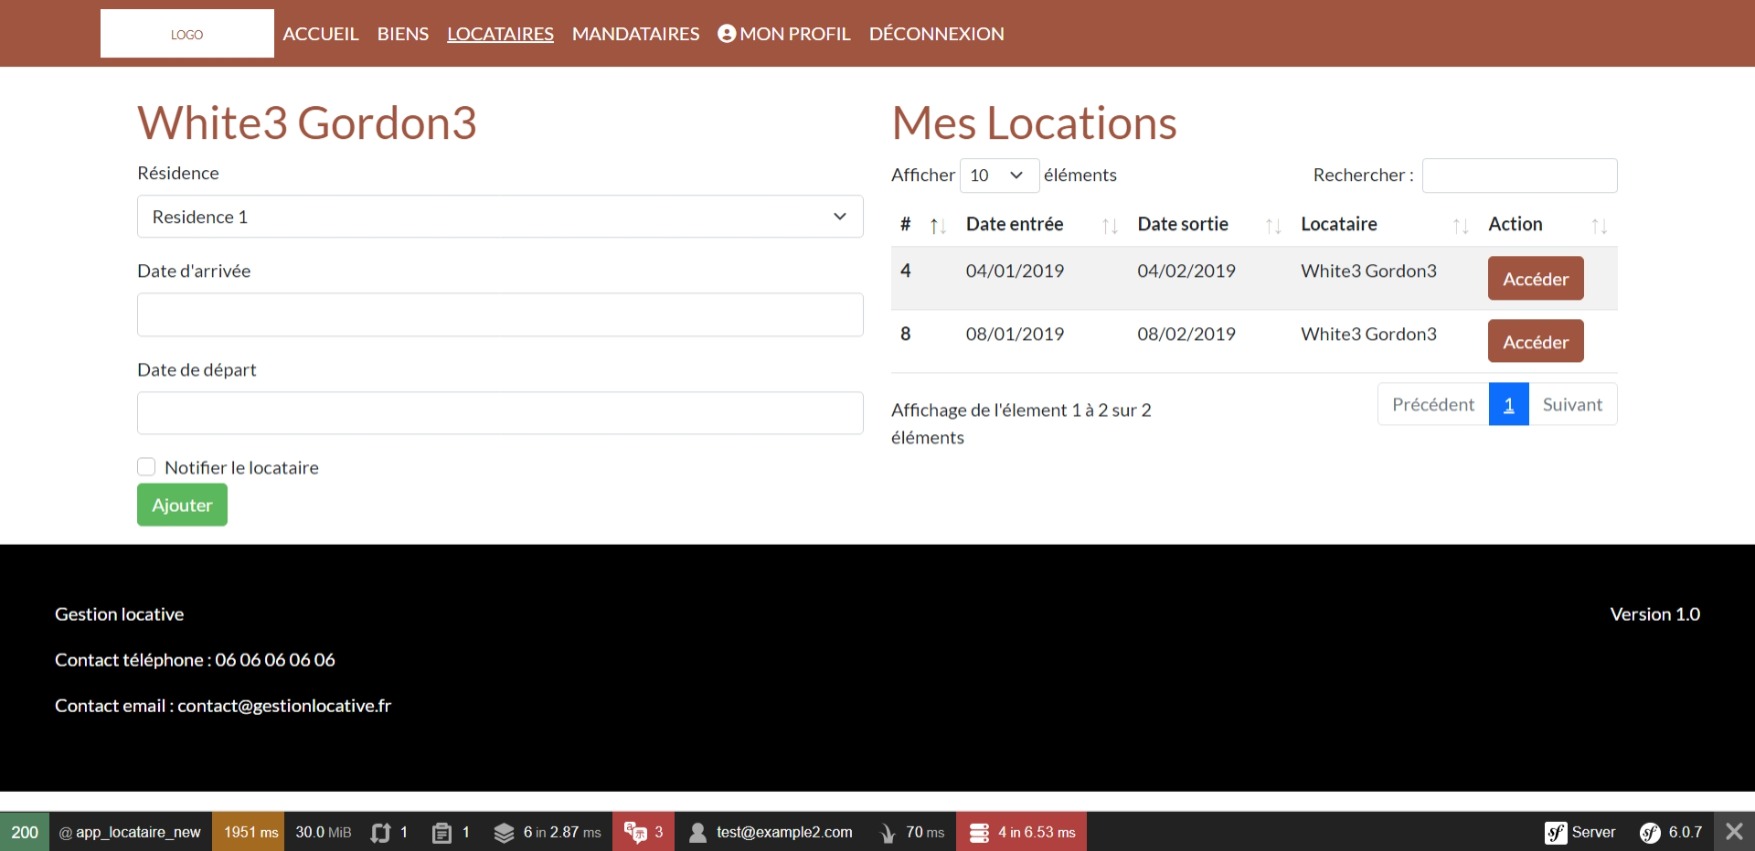 LOGO ACCUEIL BIENS LOCATAIRES MANDATAIRES MON PROFIL DÉCONNEXION
White3 Gordon3
Résidence
Residence 1
Date d'arrivée
Date de départ
Notifier le locataire
Ajouter
Mes Locations
Afficher 10 éléments Rechercher :
# Date entrée Date sortie Locataire Action
4 04/01/2019 04/02/2019 White3 Gordon3 Accéder
8 08/01/2019 08/02/2019 White3 Gordon3 Accéder
Affichage de l'élement 1 à 2 sur 2
éléments
Précédent 1 Suivant
Gestion locative Version 1.0
Contact téléphone : 06 06 06 06 06
Contact email : contact@gestionlocative.fr
200 @ app_locataire_new 1951 ms 30.0 MiB 1 1 6 in 2.87 ms 3 test@example2.com 70 ms 4 in 6.53 ms Server 6.0.7